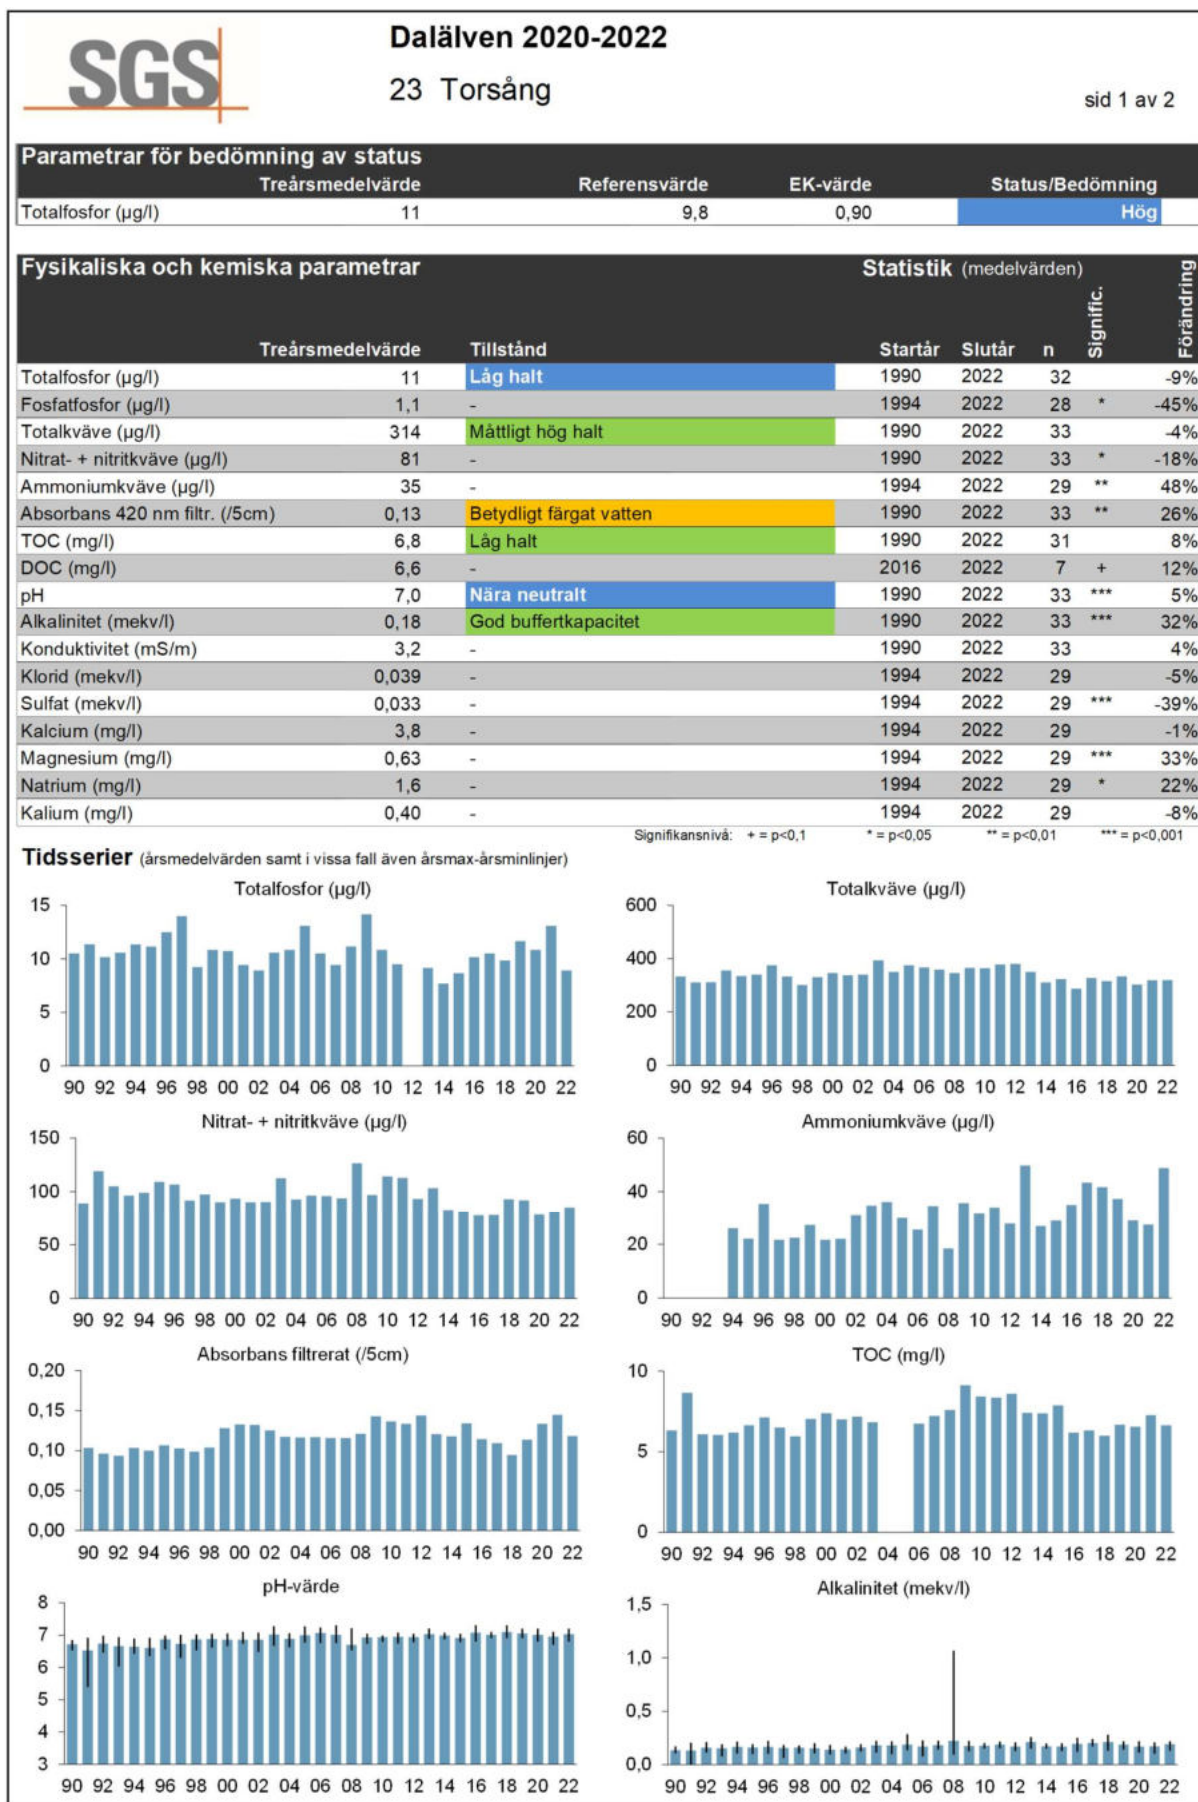 SGS
Dalälven 2020-2022
23 Torsång
sid 1 av 2
Parametrar för bedömning av status
Treårsmedelvärde Referensvärde EK-värde Status/Bedömning
Totalfosfor (µg/l) 11 9,8 0,90 Hög
Fysikaliska och kemiska parametrar Statistik (medelvärden)
Treårsmedelvärde Tillstånd Startår Slutår n Signific. Förändring
Totalfosfor (µg/l) 11 Låg halt 1990 2022 32 -9%
Fosfatfosfor (µg/l) 1,1 - 1994 2022 28 * -45%
Totalkväve (µg/l) 314 Måttligt hög halt 1990 2022 33 -4%
Nitrat- + nitritkväve (µg/l) 81 - 1990 2022 33 * -18%
Ammoniumkväve (µg/l) 35 - 1994 2022 29 ** 48%
Absorbans 420 nm filtr. (/5cm) 0,13 Betydligt färgat vatten 1990 2022 33 ** 26%
TOC (mg/l) 6,8 Låg halt 1990 2022 31 8%
DOC (mg/l) 6,6 - 2016 2022 7 + 12%
pH 7,0 Nära neutralt 1990 2022 33 *** 5%
Alkalinitet (mekv/l) 0,18 God buffertkapacitet 1990 2022 33 *** 32%
Konduktivitet (mS/m) 3,2 - 1990 2022 33 4%
Klorid (mekv/l) 0,039 - 1994 2022 29 -5%
Sulfat (mekv/l) 0,033 - 1994 2022 29 *** -39%
Kalcium (mg/l) 3,8 - 1994 2022 29 -1%
Magnesium (mg/l) 0,63 - 1994 2022 29 *** 33%
Natrium (mg/l) 1,6 - 1994 2022 29 * 22%
Kalium (mg/l) 0,40 - 1994 2022 29 -8%
Signifikansnivå: + = p<0,1 * = p<0,05 ** = p<0,01 *** = p<0,001
Tidsserier (årsmedelvärden samt i vissa fall även årsmax-årsminlinjer)
Totalfosfor (µg/l)
15
10
5
0
90 92 94 96 98 00 02 04 06 08 10 12 14 16 18 20 22
Totalkväve (µg/l)
600
400
200
0
90 92 94 96 98 00 02 04 06 08 10 12 14 16 18 20 22
Nitrat- + nitritkväve (µg/l)
150
100
50
0
90 92 94 96 98 00 02 04 06 08 10 12 14 16 18 20 22
Ammoniumkväve (µg/l)
60
40
20
0
90 92 94 96 98 00 02 04 06 08 10 12 14 16 18 20 22
Absorbans filtrerat (/5cm)
0,20
0,15
0,10
0,05
0,00
90 92 94 96 98 00 02 04 06 08 10 12 14 16 18 20 22
TOC (mg/l)
10
5
0
90 92 94 96 98 00 02 04 06 08 10 12 14 16 18 20 22
pH-värde
8
7
6
5
4
3
90 92 94 96 98 00 02 04 06 08 10 12 14 16 18 20 22
Alkalinitet (mekv/l)
1,5
1,0
0,5
0,0
90 92 94 96 98 00 02 04 06 08 10 12 14 16 18 20 22